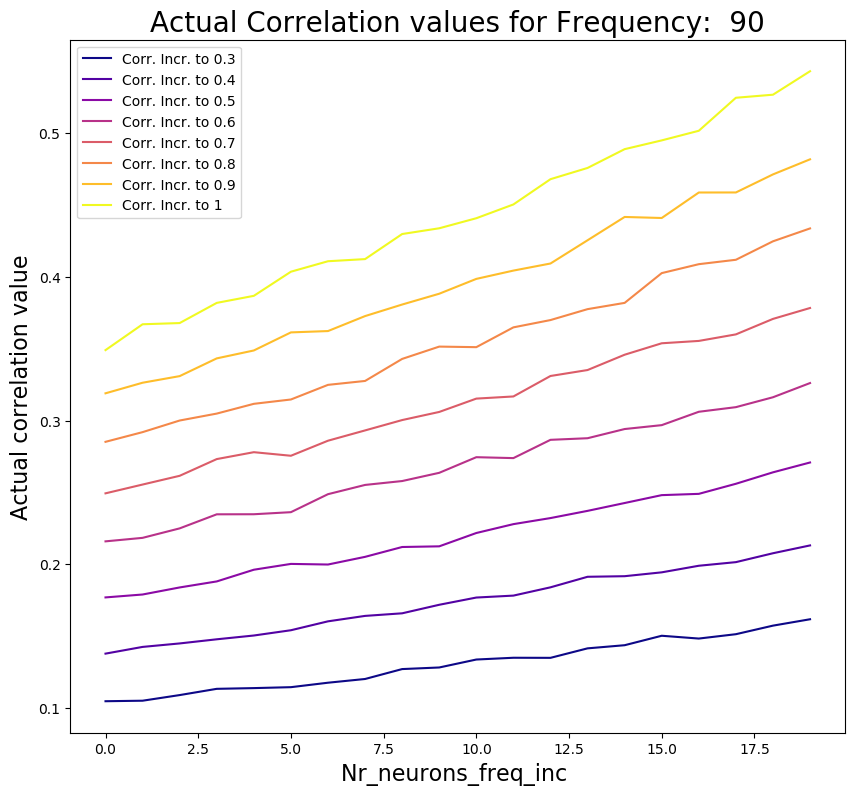 Actual Correlation values for Frequency:  90
Corr. Incr. to 0.3
Corr. Incr. to 0.4
Corr. Incr. to 0.5
Corr. Incr. to 0.6
Corr. Incr. to 0.7
Corr. Incr. to 0.8
Corr. Incr. to 0.9
Corr. Incr. to 1
Actual correlation value
0.5
0.4
0.3
0.2
0.1
0.0 2.5 5.0 7.5 10.0 12.5 15.0 17.5
Nr_neurons_freq_inc